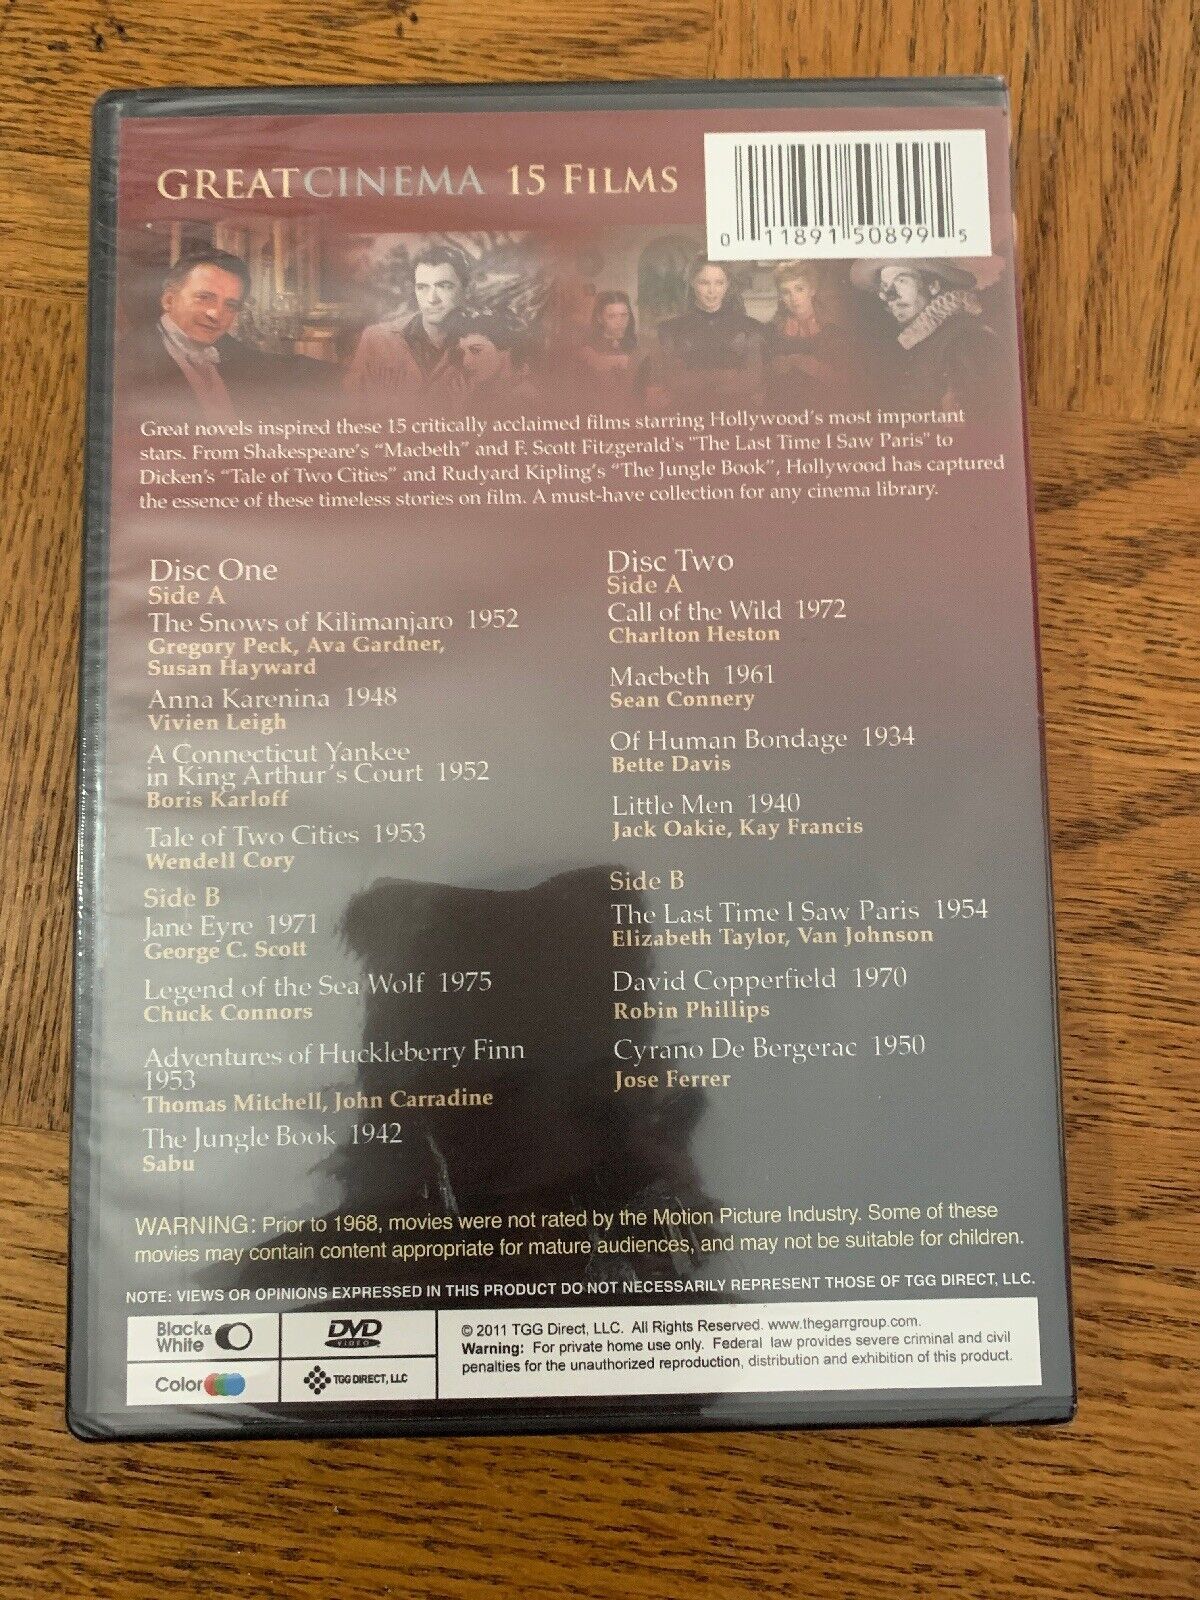 GREATCINEMA 15 FILMS
0 11891 50899 5
Great novels inspired these 15 critically acclaimed films starring Hollywood's most important
stars. From Shakespeare's "Macbeth" and F. Scott Fitzgerald's "The Last Time I Saw Paris" to
Dicken's "Tale of Two Cities" and Rudyard Kipling's "The Jungle Book", Hollywood has captured
the essence of these timeless stories on film. A must-have collection for any cinema library.
Disc One
Side A
The Snows of Kilimanjaro 1952
Gregory Peck, Ava Gardner,
Susan Hayward
Anna Karenina 1948
Vivien Leigh
A Connecticut Yankee
in King Arthur's Court 1952
Boris Karloff
Tale of Two Cities 1953
Wendell Cory
Side B
Jane Eyre 1971
George C. Scott
Legend of the Sea Wolf 1975
Chuck Connors
Adventures of Huckleberry Finn
1953
Thomas Mitchell, John Carradine
The Jungle Book 1942
Sabu
Disc Two
Side A
Call of the Wild 1972
Charlton Heston
Macbeth 1961
Sean Connery
Of Human Bondage 1934
Bette Davis
Little Men 1940
Jack Oakie, Kay Francis
Side B
The Last Time I Saw Paris 1954
Elizabeth Taylor, Van Johnson
David Copperfield 1970
Robin Phillips
Cyrano De Bergerac 1950
Jose Ferrer
WARNING: Prior to 1968, movies were not rated by the Motion Picture Industry. Some of these
movies may contain content appropriate for mature audiences, and may not be suitable for children.
NOTE: VIEWS OR OPINIONS EXPRESSED IN THIS PRODUCT DO NOT NECESSARILY REPRESENT THOSE OF TGG DIRECT, LLC.
Black &
White
Color
DVD
VIDEO
TGG DIRECT, LLC
© 2011 TGG Direct, LLC. All Rights Reserved. www.thegarrgroup.com.
Warning: For private home use only. Federal law provides severe criminal and civil
penalties for the unauthorized reproduction, distribution and exhibition of this product.